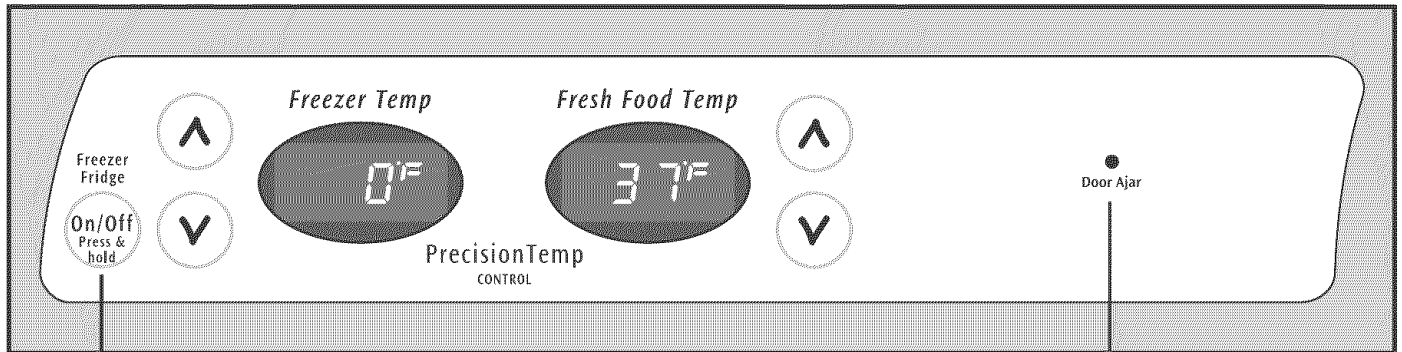 Freezer Temp
Fresh Food Temp
Freezer
Fridge
On/Off
Press &
hold
0°F
37°F
Door Ajar
PrecisionTemp
CONTROL